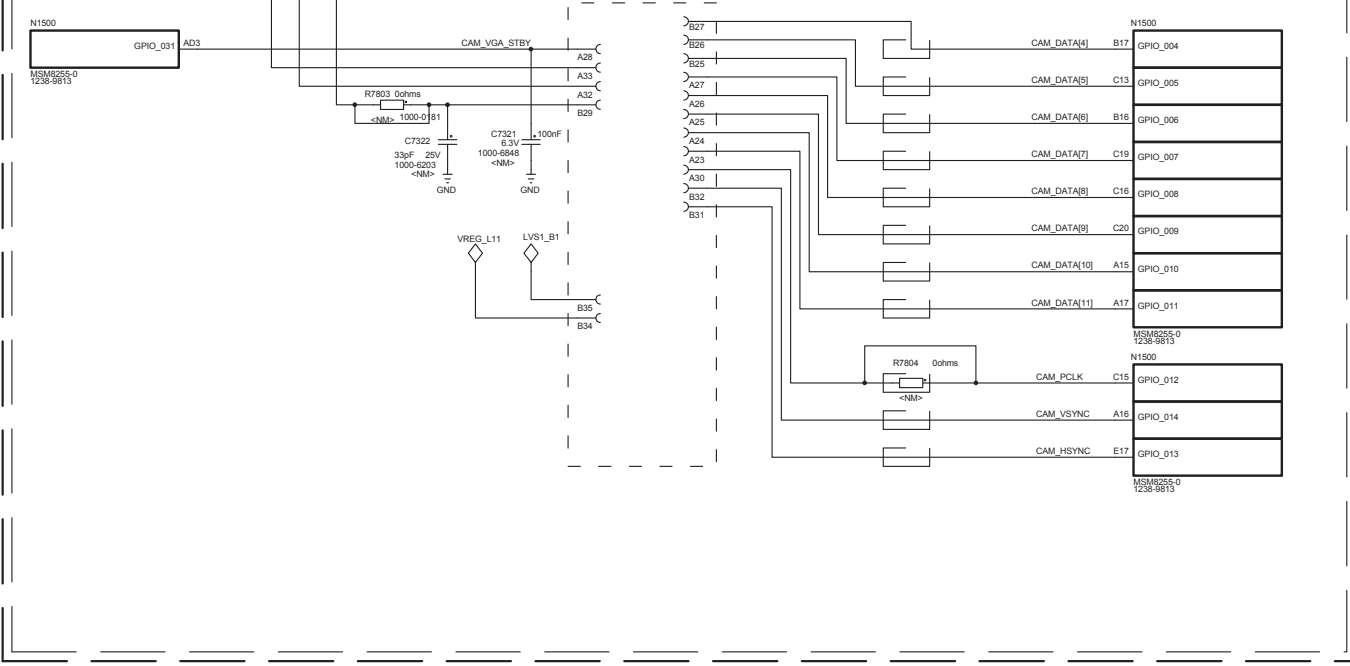 N1500
GPIO_031 AD3
MSM8255-0
1238-9813
CAM_VGA_STBY
A28
A33
A32
B29
R7803 0ohms
<NM> 1000-0181
C7322
33pF 25V
1000-6203
<NM>
GND
C7321 100nF
6.3V
1000-6848
<NM>
GND
VREG_L11 LVS1_B1
B35
B34
B27
B26
B25
A27
A26
A25
A24
A23
A30
B32
B31
N1500
CAM_DATA[4] B17 GPIO_004
CAM_DATA[5] C13 GPIO_005
CAM_DATA[6] B16 GPIO_006
CAM_DATA[7] C19 GPIO_007
CAM_DATA[8] C16 GPIO_008
CAM_DATA[9] C20 GPIO_009
CAM_DATA[10] A15 GPIO_010
CAM_DATA[11] A17 GPIO_011
MSM8255-0
1238-9813
N1500
R7804 0ohms
<NM>
CAM_PCLK C15 GPIO_012
CAM_VSYNC A16 GPIO_014
CAM_HSYNC E17 GPIO_013
MSM8255-0
1238-9813